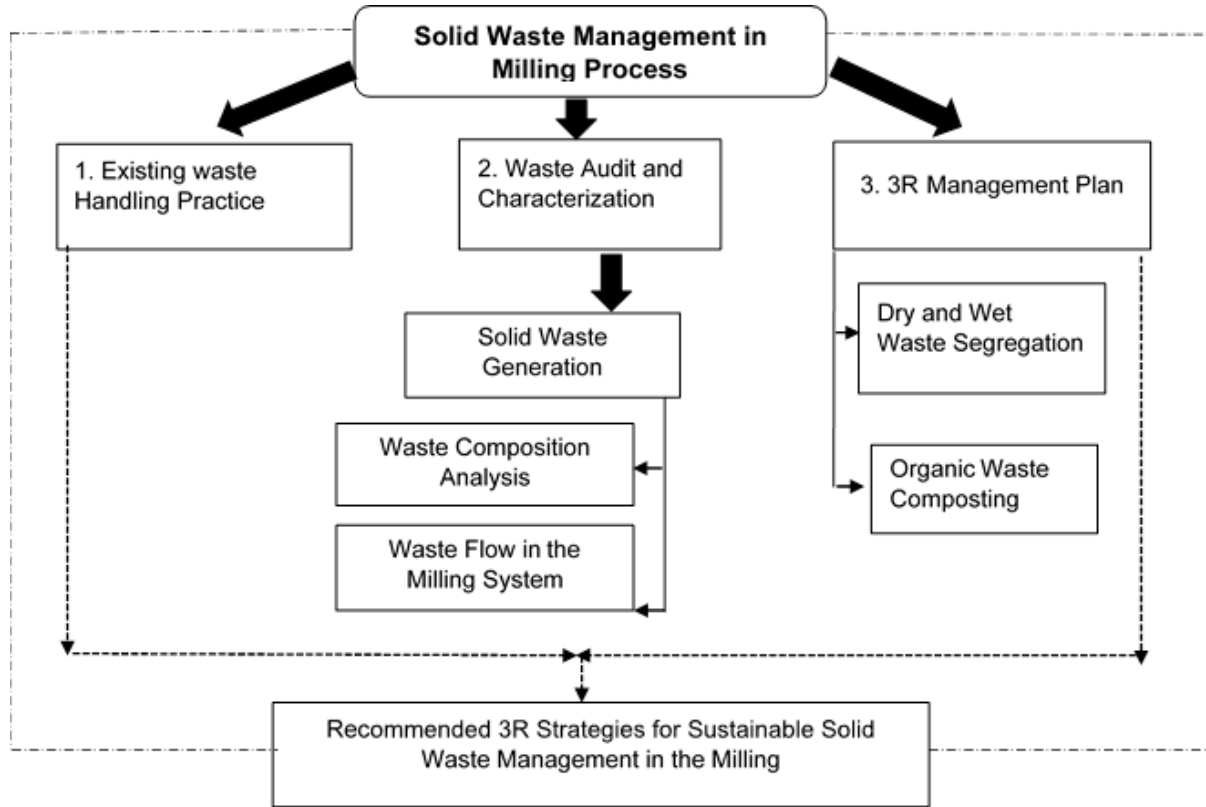 Solid Waste Management in
Milling Process
1. Existing waste
Handling Practice
2. Waste Audit and
Characterization
3. 3R Management Plan
Solid Waste
Generation
Waste Composition
Analysis
Waste Flow in the
Milling System
Dry and Wet
Waste Segregation
Organic Waste
Composting
Recommended 3R Strategies for Sustainable Solid
Waste Management in the Milling